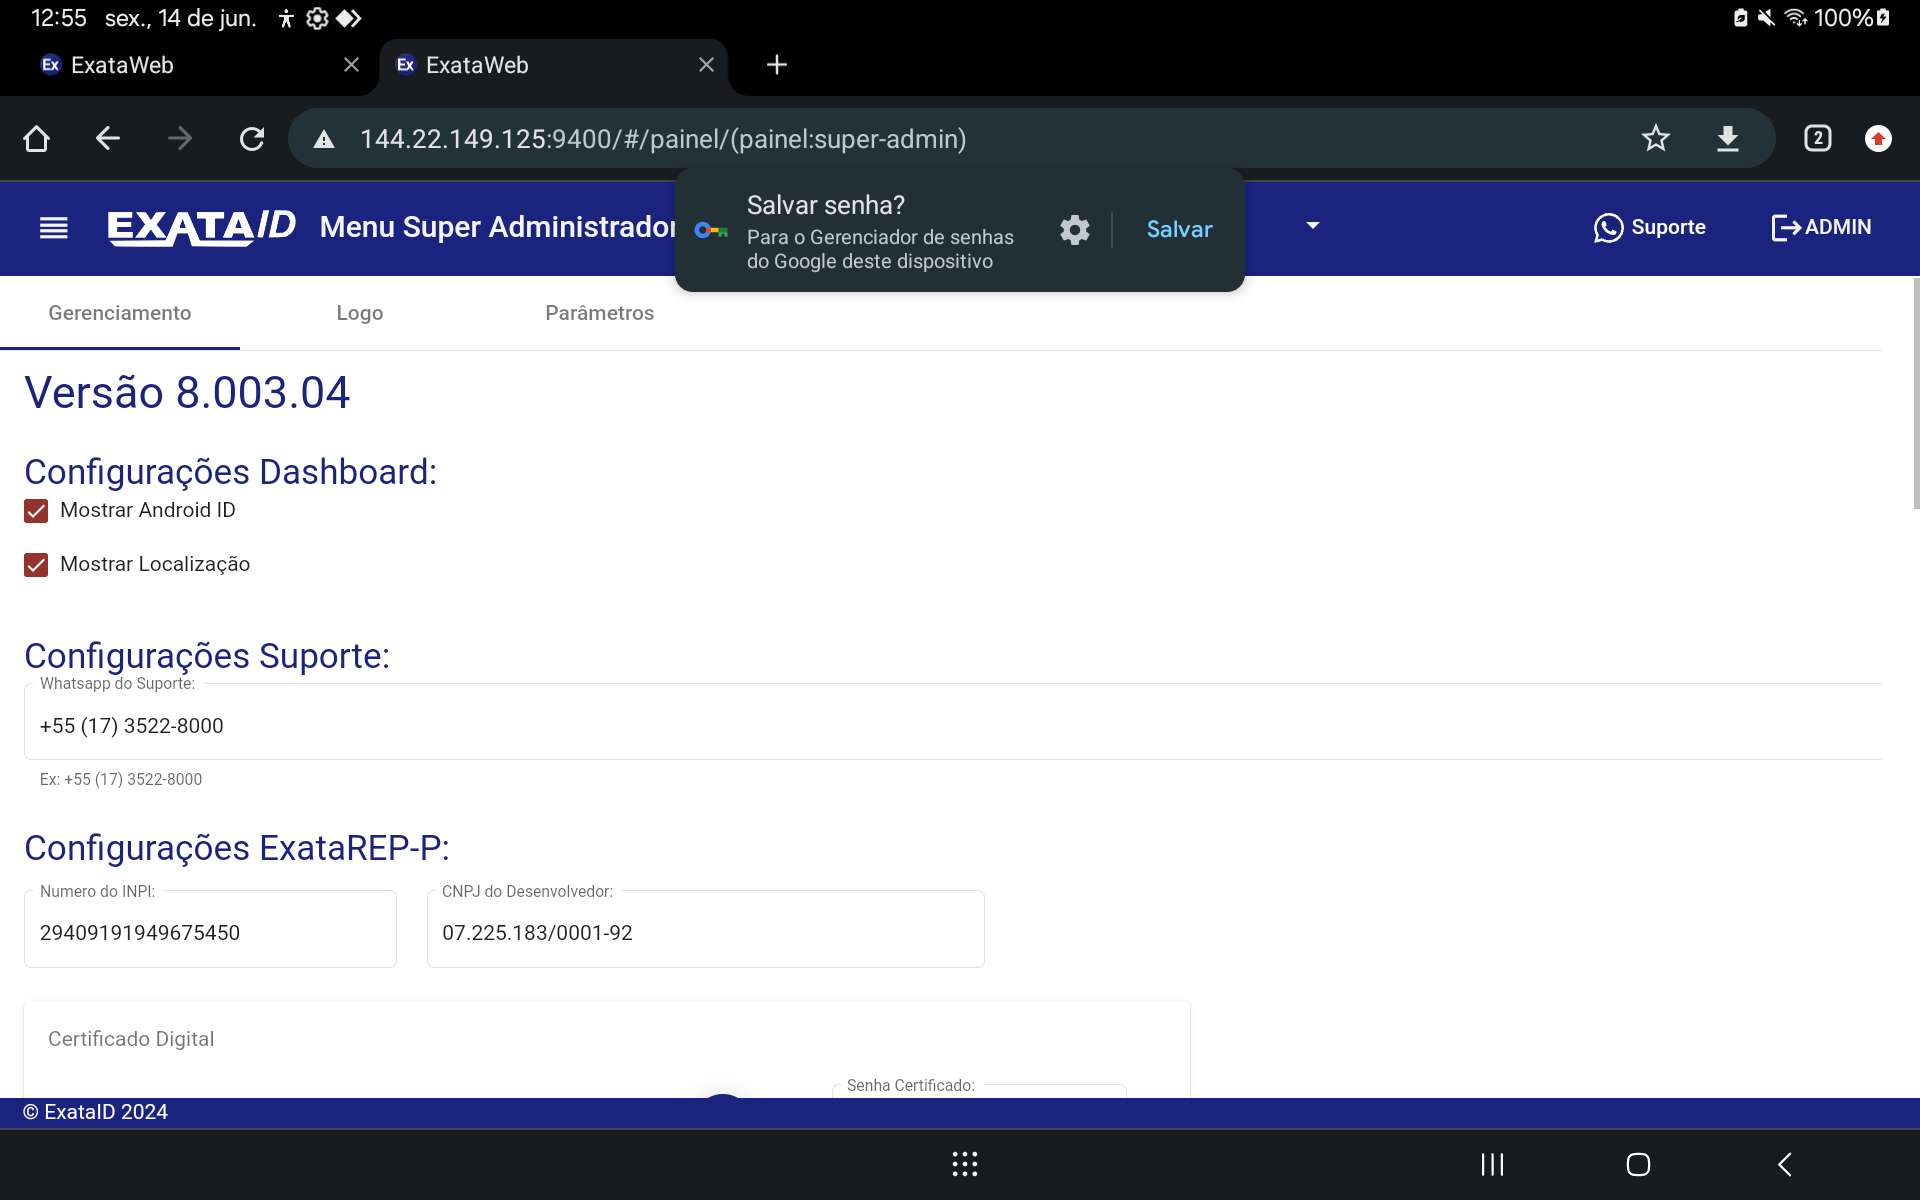 12:55 sex., 14 de jun. 100%
Ex ExataWeb
Ex ExataWeb
144.22.149.125:9400/#/painel/(painel:super-admin)
2
EXATAID Menu Super Administrador
Salvar senha?
Para o Gerenciador de senhas
do Google deste dispositivo
Salvar
Suporte
ADMIN
Gerenciamento Logo Parâmetros
Versão 8.003.04
Configurações Dashboard:
Mostrar Android ID
Mostrar Localização
Configurações Suporte:
Whatsapp do Suporte:
+55 (17) 3522-8000
Ex: +55 (17) 3522-8000
Configurações ExataREP-P:
Numero do INPI:
29409191949675450
CNPJ do Desenvolvedor:
07.225.183/0001-92
Certificado Digital
Senha Certificado:
© ExataID 2024